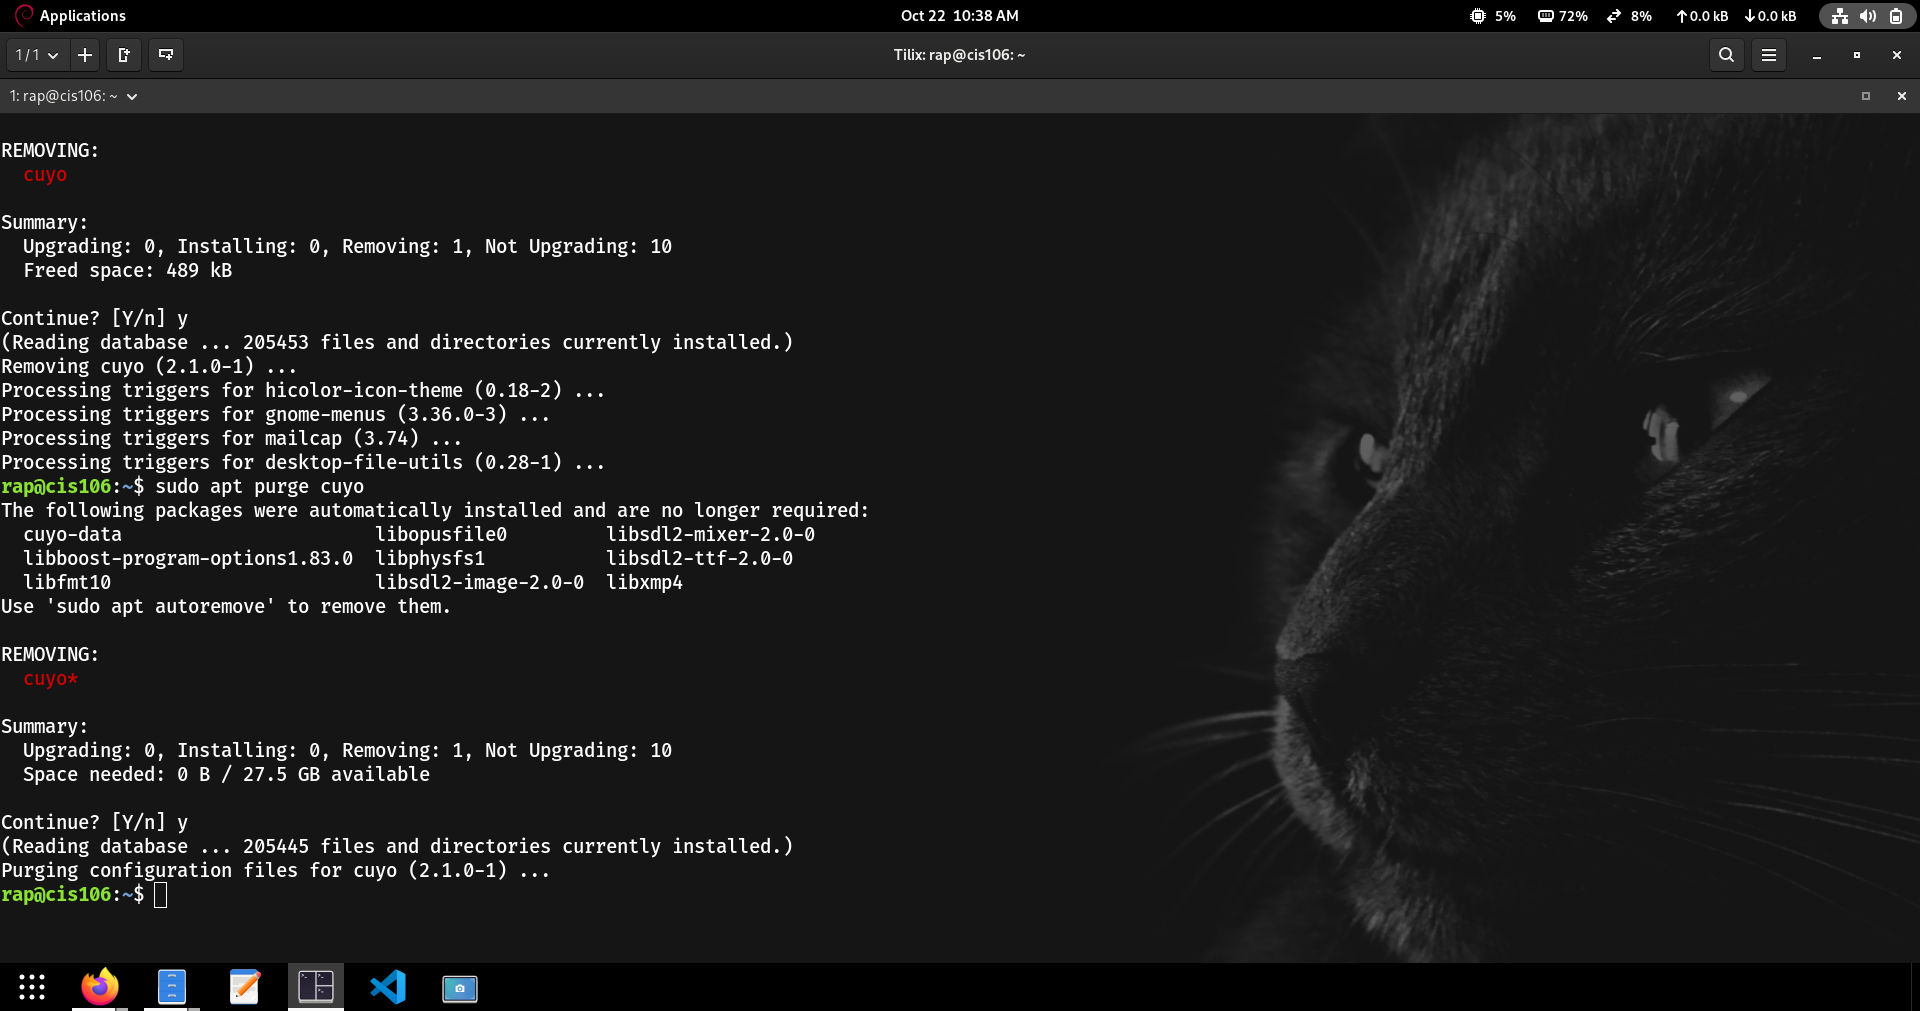 Applications
Oct 22 10:38 AM
5%
72%
8%
↑0.0 kB ↓0.0 kB
1 / 1
Tilix: rap@cis106: ~
1: rap@cis106: ~
REMOVING:
  cuyo
Summary:
  Upgrading: 0, Installing: 0, Removing: 1, Not Upgrading: 10
  Freed space: 489 kB
Continue? [Y/n] y
(Reading database ... 205453 files and directories currently installed.)
Removing cuyo (2.1.0-1) ...
Processing triggers for hicolor-icon-theme (0.18-2) ...
Processing triggers for gnome-menus (3.36.0-3) ...
Processing triggers for mailcap (3.74) ...
Processing triggers for desktop-file-utils (0.28-1) ...
rap@cis106:~$ sudo apt purge cuyo
The following packages were automatically installed and are no longer required:
  cuyo-data                       libopusfile0         libsdl2-mixer-2.0-0
  libboost-program-options1.83.0  libphysfs1           libsdl2-ttf-2.0-0
  libfmt10                        libsdl2-image-2.0-0  libxmp4
Use 'sudo apt autoremove' to remove them.
REMOVING:
  cuyo*
Summary:
  Upgrading: 0, Installing: 0, Removing: 1, Not Upgrading: 10
  Space needed: 0 B / 27.5 GB available
Continue? [Y/n] y
(Reading database ... 205445 files and directories currently installed.)
Purging configuration files for cuyo (2.1.0-1) ...
rap@cis106:~$